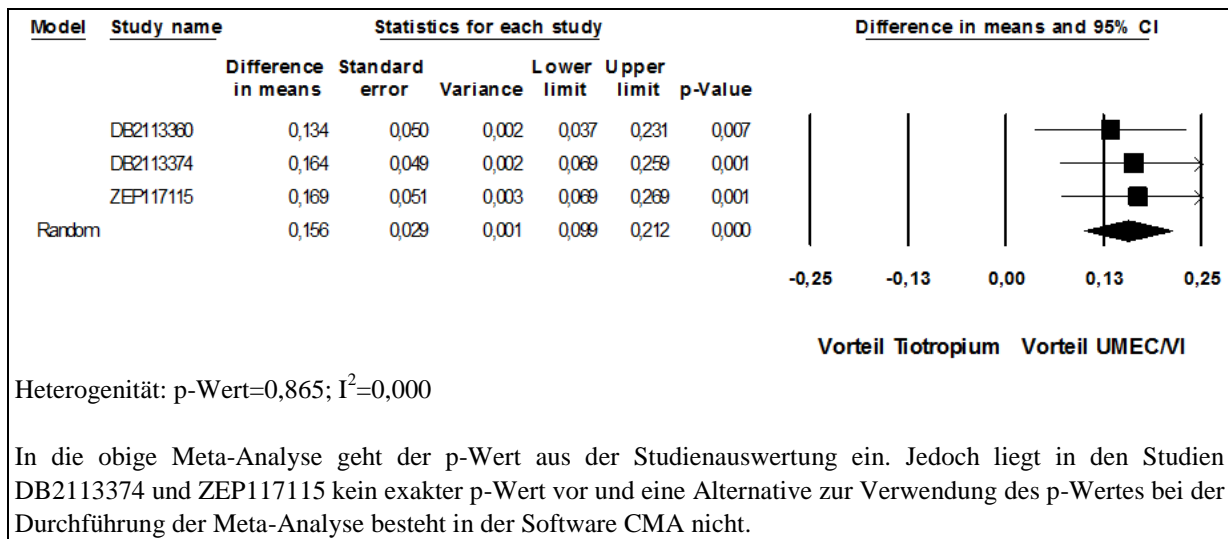 Model Study name Statistics for each study Difference in means and 95% CI
Difference Standard Lower Upper
in means error Variance limit limit p-Value
DB2113360 0,134 0,050 0,002 0,037 0,231 0,007
DB2113374 0,164 0,049 0,002 0,069 0,259 0,001
ZEP117115 0,169 0,051 0,003 0,069 0,269 0,001
Random 0,156 0,029 0,001 0,099 0,212 0,000
-0,25 -0,13 0,00 0,13 0,25
Vorteil Tiotropium Vorteil UMEC/VI
Heterogenität: p-Wert=0,865; I²=0,000
In die obige Meta-Analyse geht der p-Wert aus der Studienauswertung ein. Jedoch liegt in den Studien
DB2113374 und ZEP117115 kein exakter p-Wert vor und eine Alternative zur Verwendung des p-Wertes bei der
Durchführung der Meta-Analyse besteht in der Software CMA nicht.